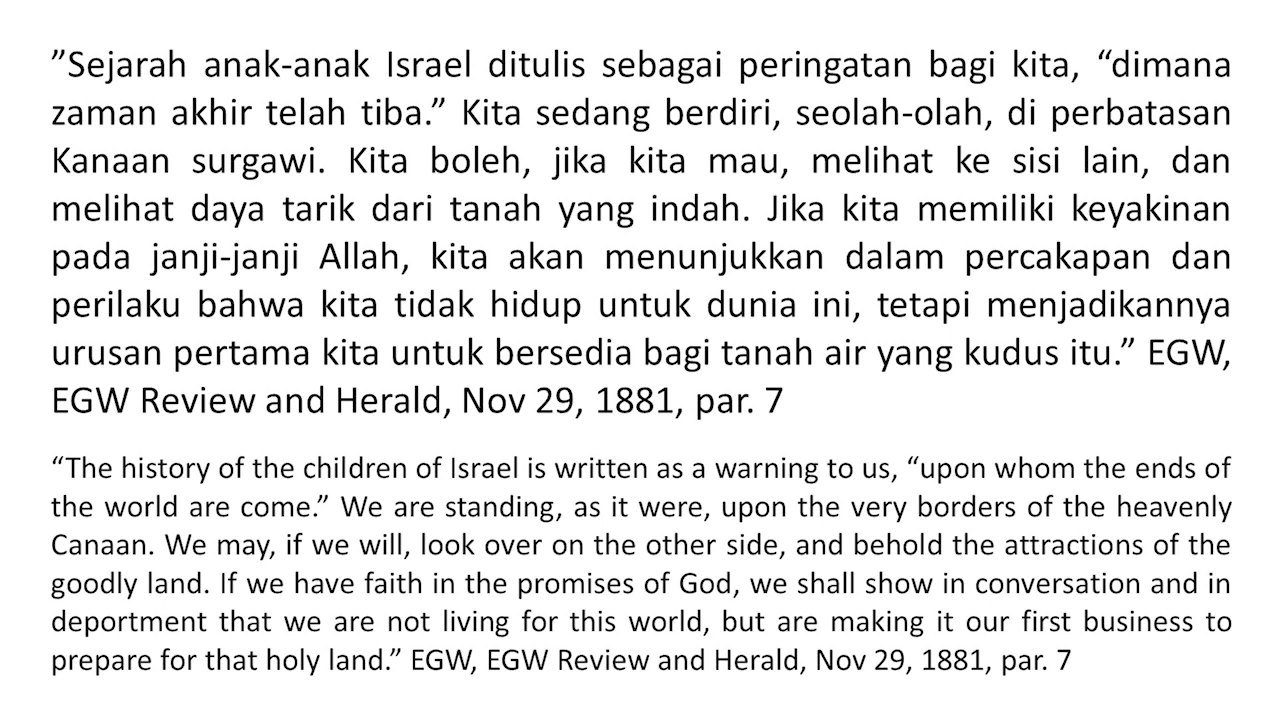 ”Sejarah anak-anak Israel ditulis sebagai peringatan bagi kita, “dimana
zaman akhir telah tiba.” Kita sedang berdiri, seolah-olah, di perbatasan
Kanaan surgawi. Kita boleh, jika kita mau, melihat ke sisi lain, dan
melihat daya tarik dari tanah yang indah. Jika kita memiliki keyakinan
pada janji-janji Allah, kita akan menunjukkan dalam percakapan dan
perilaku bahwa kita tidak hidup untuk dunia ini, tetapi menjadikannya
urusan pertama kita untuk bersedia bagi tanah air yang kudus itu.” EGW,
EGW Review and Herald, Nov 29, 1881, par. 7
“The history of the children of Israel is written as a warning to us, “upon whom the ends of
the world are come.” We are standing, as it were, upon the very borders of the heavenly
Canaan. We may, if we will, look over on the other side, and behold the attractions of the
goodly land. If we have faith in the promises of God, we shall show in conversation and in
deportment that we are not living for this world, but are making it our first business to
prepare for that holy land.” EGW, EGW Review and Herald, Nov 29, 1881, par. 7